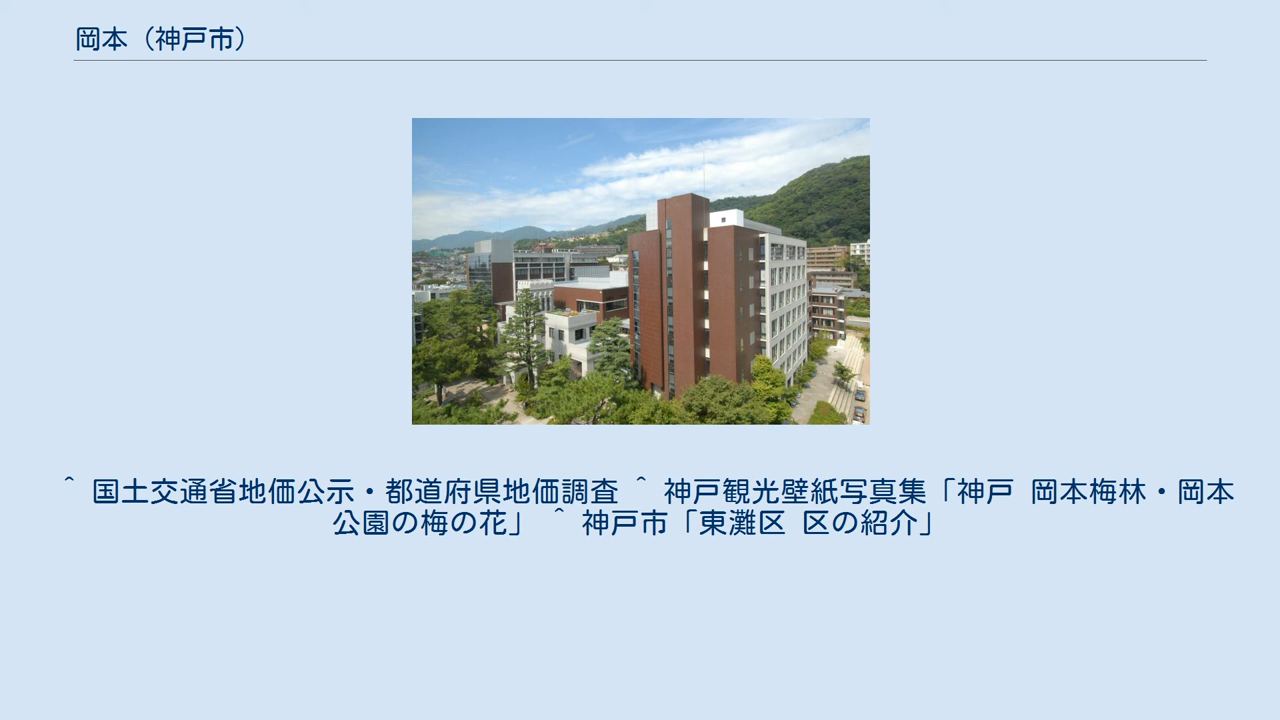 岡本（神戸市）
^ 国土交通省地価公示・都道府県地価調査 ^ 神戸観光壁紙写真集「神戸 岡本梅林・岡本
公園の梅の花」 ^ 神戸市「東灘区 区の紹介」